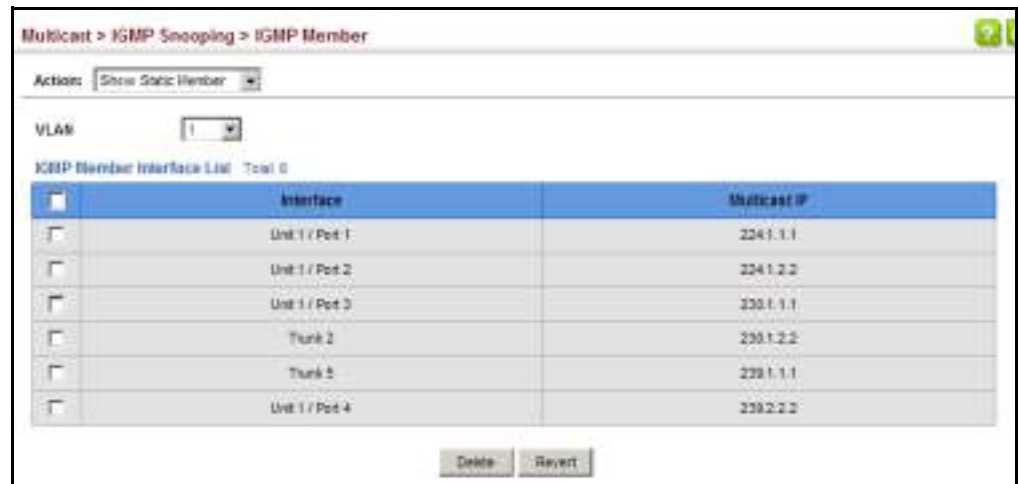 Multicast > IGMP Snooping > IGMP Member
?
Action: Show Static Member
VLAN 1
IGMP Member Interface List Total: 6
Interface Multicast IP
Unit 1 / Port 1 224.1.1.1
Unit 1 / Port 2 224.1.2.2
Unit 1 / Port 3 230.1.1.1
Trunk 2 230.1.2.2
Trunk 5 239.1.1.1
Unit 1 / Port 4 239.2.2.2
Delete Revert